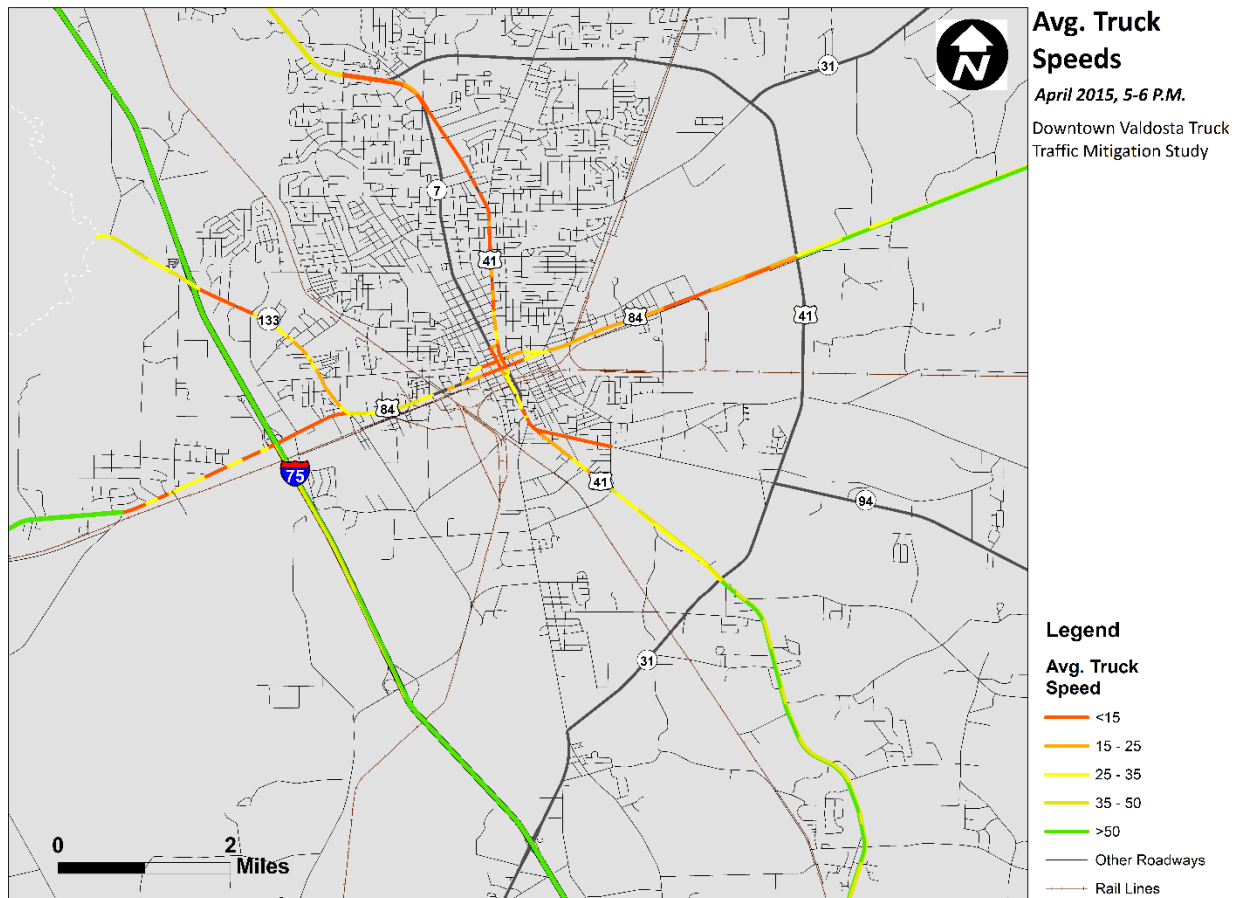 Avg. Truck
Speeds
April 2015, 5-6 P.M.
Downtown Valdosta Truck
Traffic Mitigation Study
N
31
7
41
133
84
41
84
75
41
94
31
0 2
Miles
Legend
Avg. Truck
Speed
<15
15 - 25
25 - 35
35 - 50
>50
Other Roadways
Rail Lines